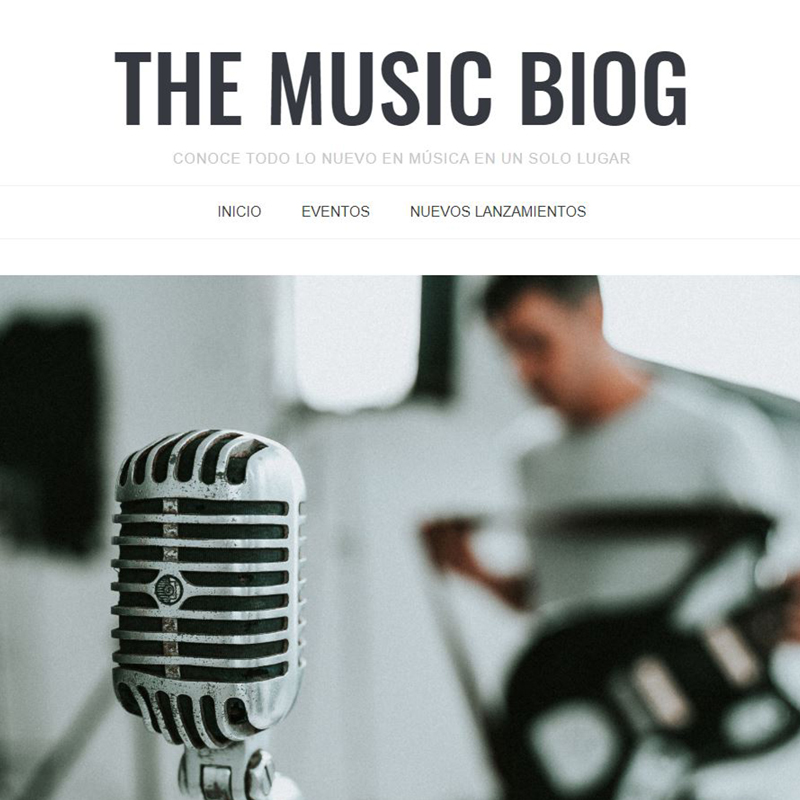 THE MUSIC BIOG
CONOCE TODO LO NUEVO EN MÚSICA EN UN SOLO LUGAR
INICIO EVENTOS NUEVOS LANZAMIENTOS